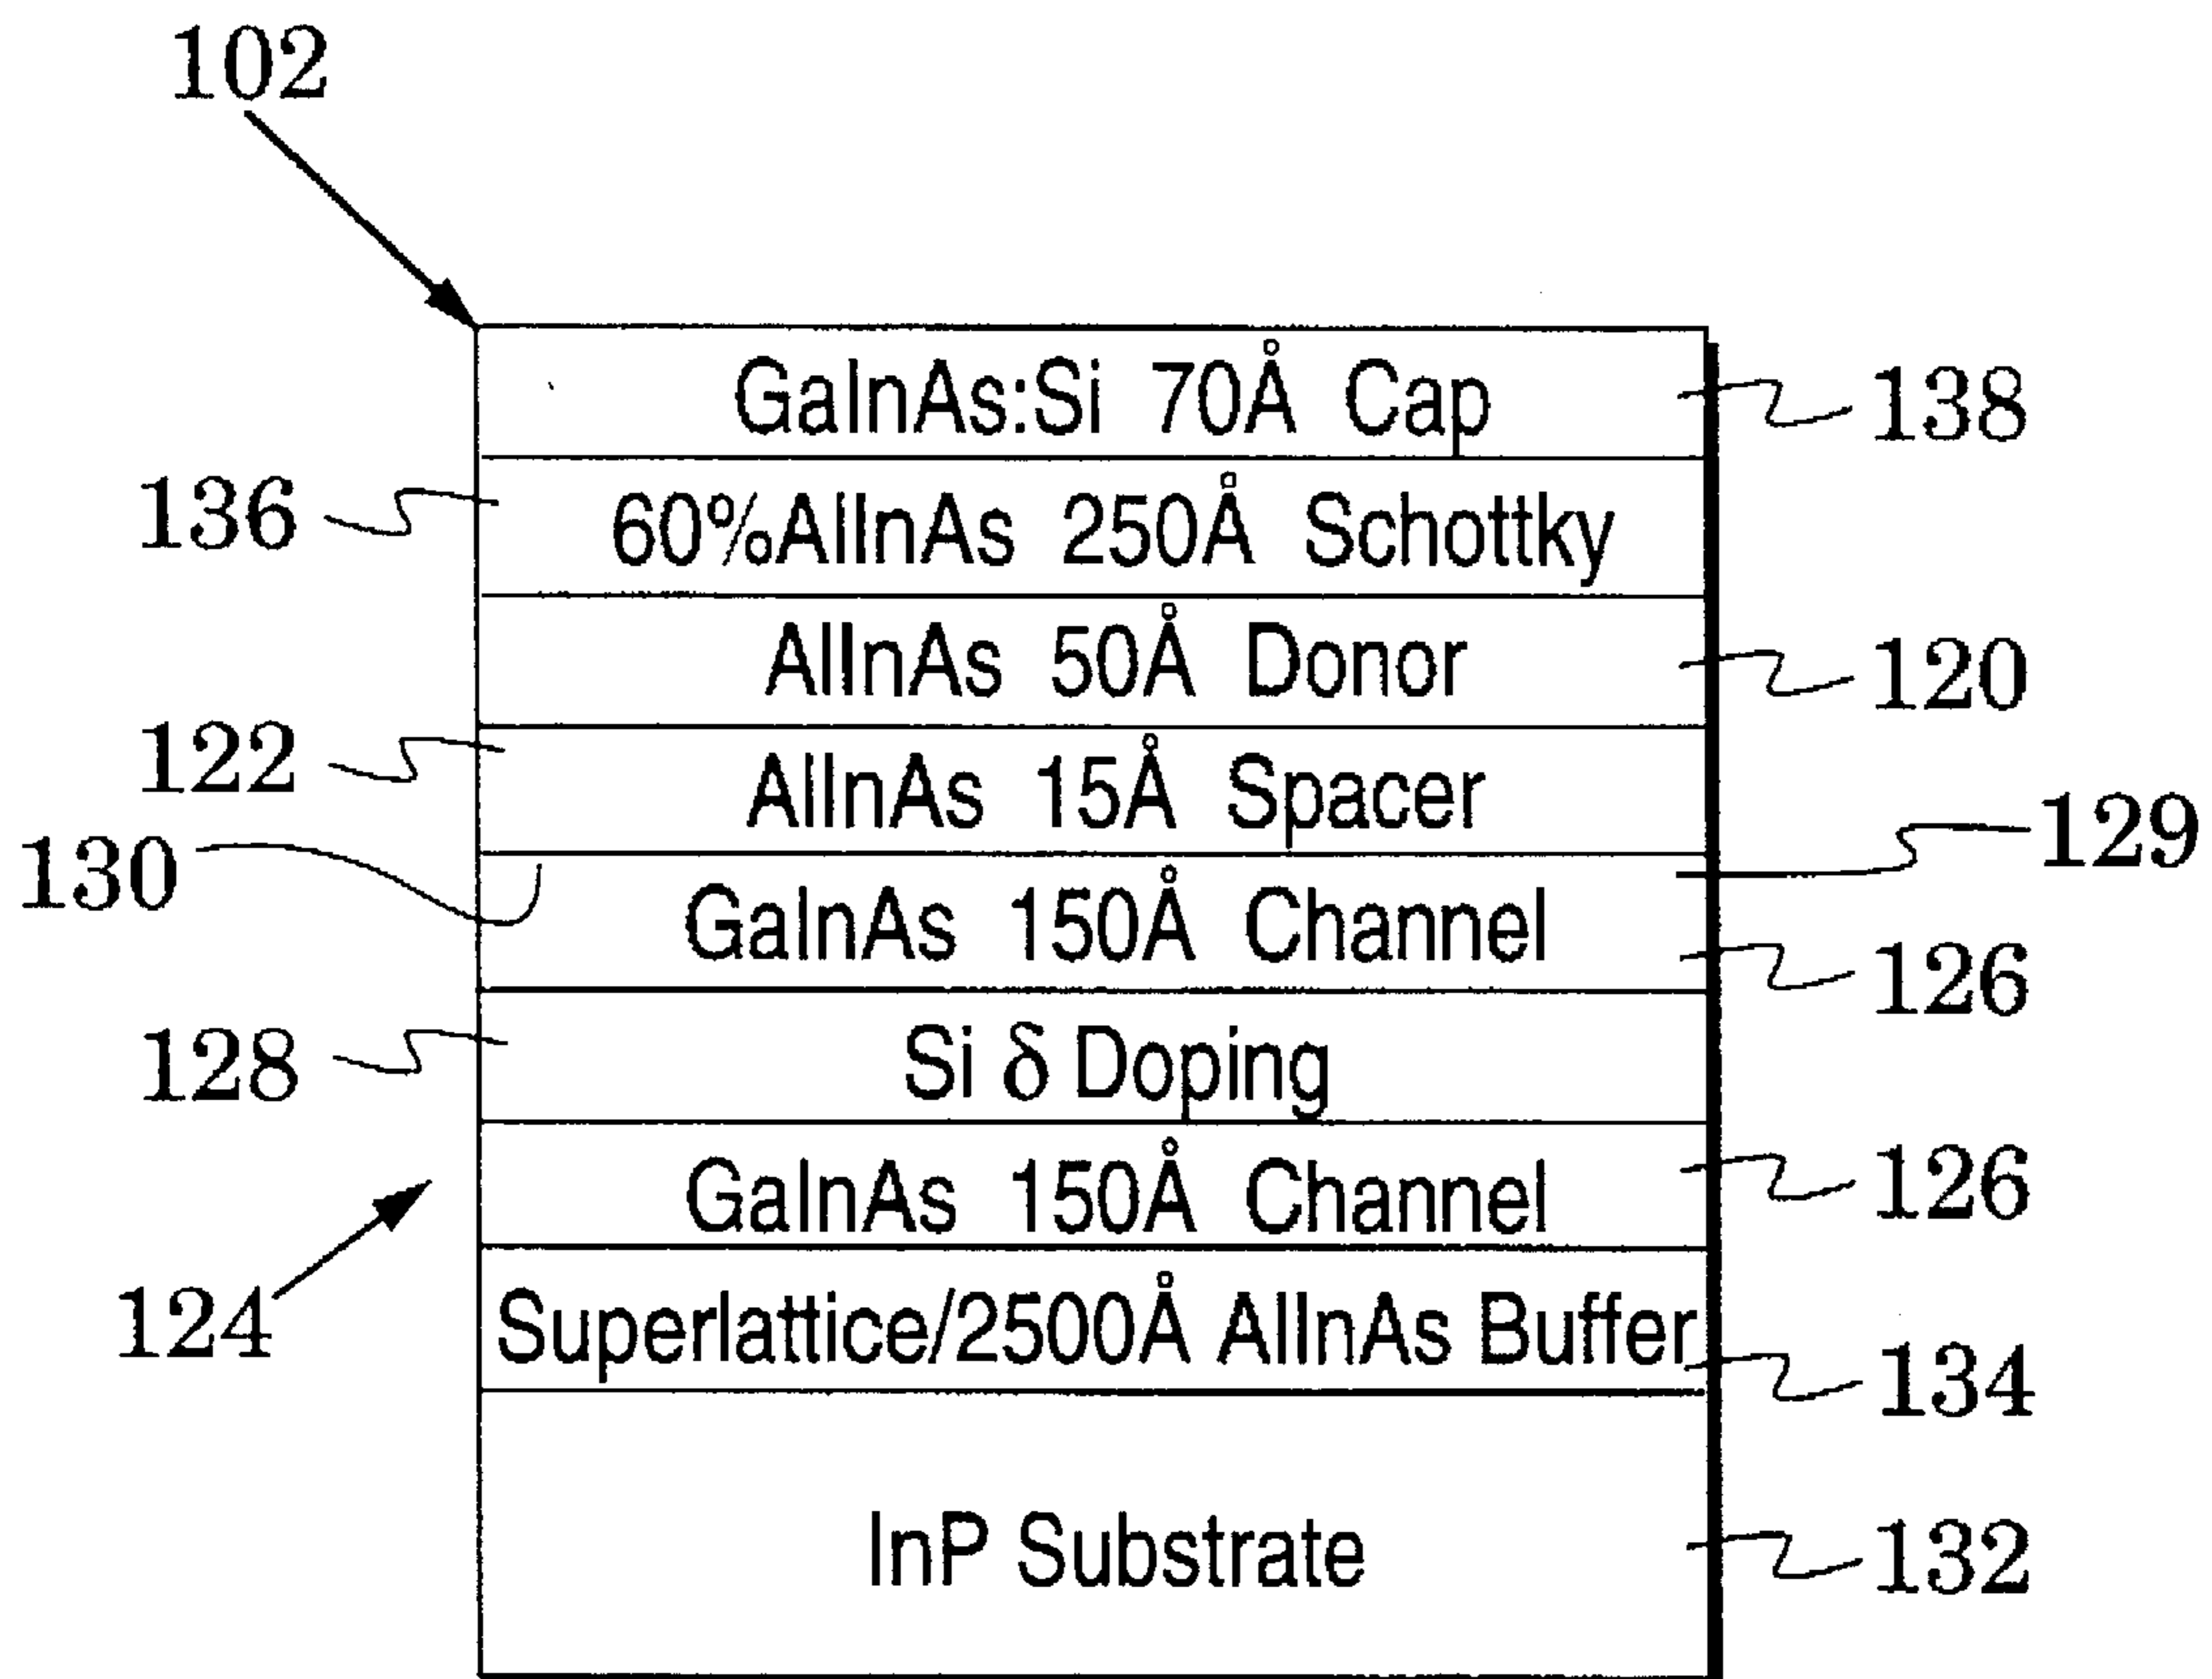 102
GaInAs:Si 70Å Cap
138
136
60%AlInAs 250Å Schottky
AlInAs 50Å Donor
120
122
AlInAs 15Å Spacer
129
130
GaInAs 150Å Channel
126
128
Si δ Doping
GaInAs 150Å Channel
126
124
Superlattice/2500Å AlInAs Buffer
134
InP Substrate
132